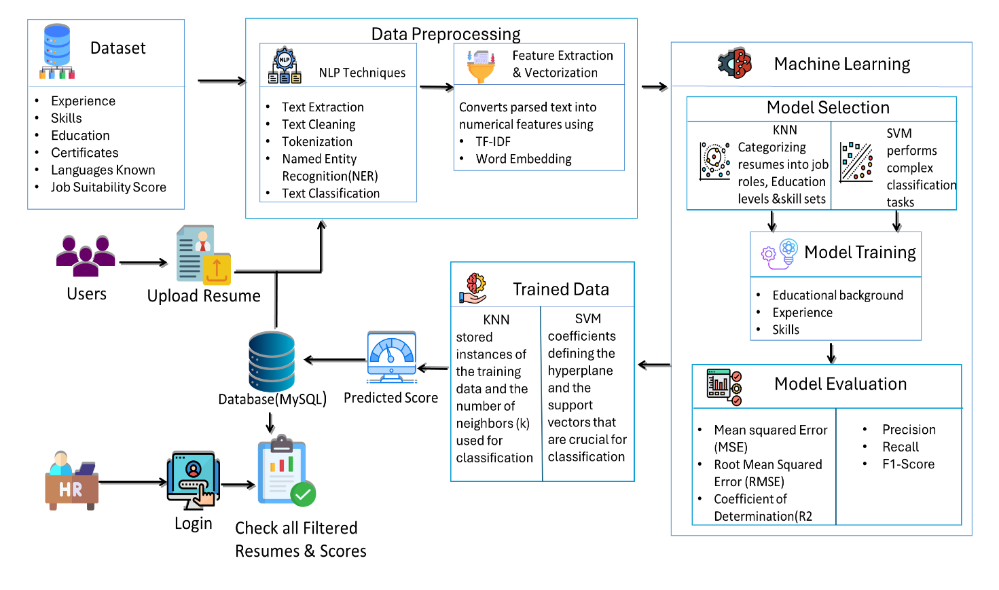 Dataset
• Experience
• Skills
• Education
• Certificates
• Languages Known
• Job Suitability Score
Data Preprocessing
NLP
NLP Techniques
• Text Extraction
• Text Cleaning
• Tokenization
• Named Entity
Recognition(NER)
• Text Classification
Feature Extraction
& Vectorization
Converts parsed text into
numerical features using
• TF-IDF
• Word Embedding
Machine Learning
Model Selection
KNN
Categorizing
resumes into job
roles, Education
levels &skill sets
SVM
performs
complex
classification
tasks
Model Training
• Educational background
• Experience
• Skills
Model Evaluation
• Mean squared Error
(MSE)
• Root Mean Squared
Error (RMSE)
• Coefficient of
Determination(R2
• Precision
• Recall
• F1-Score
Trained Data
KNN
stored
instances of
the training
data and the
number of
neighbors (k)
used for
classification
SVM
coefficients
defining the
hyperplane
and the
support
vectors that
are crucial for
classification
Predicted Score
Users
Upload Resume
Database(MySQL)
HR
Login
Check all Filtered
Resumes & Scores